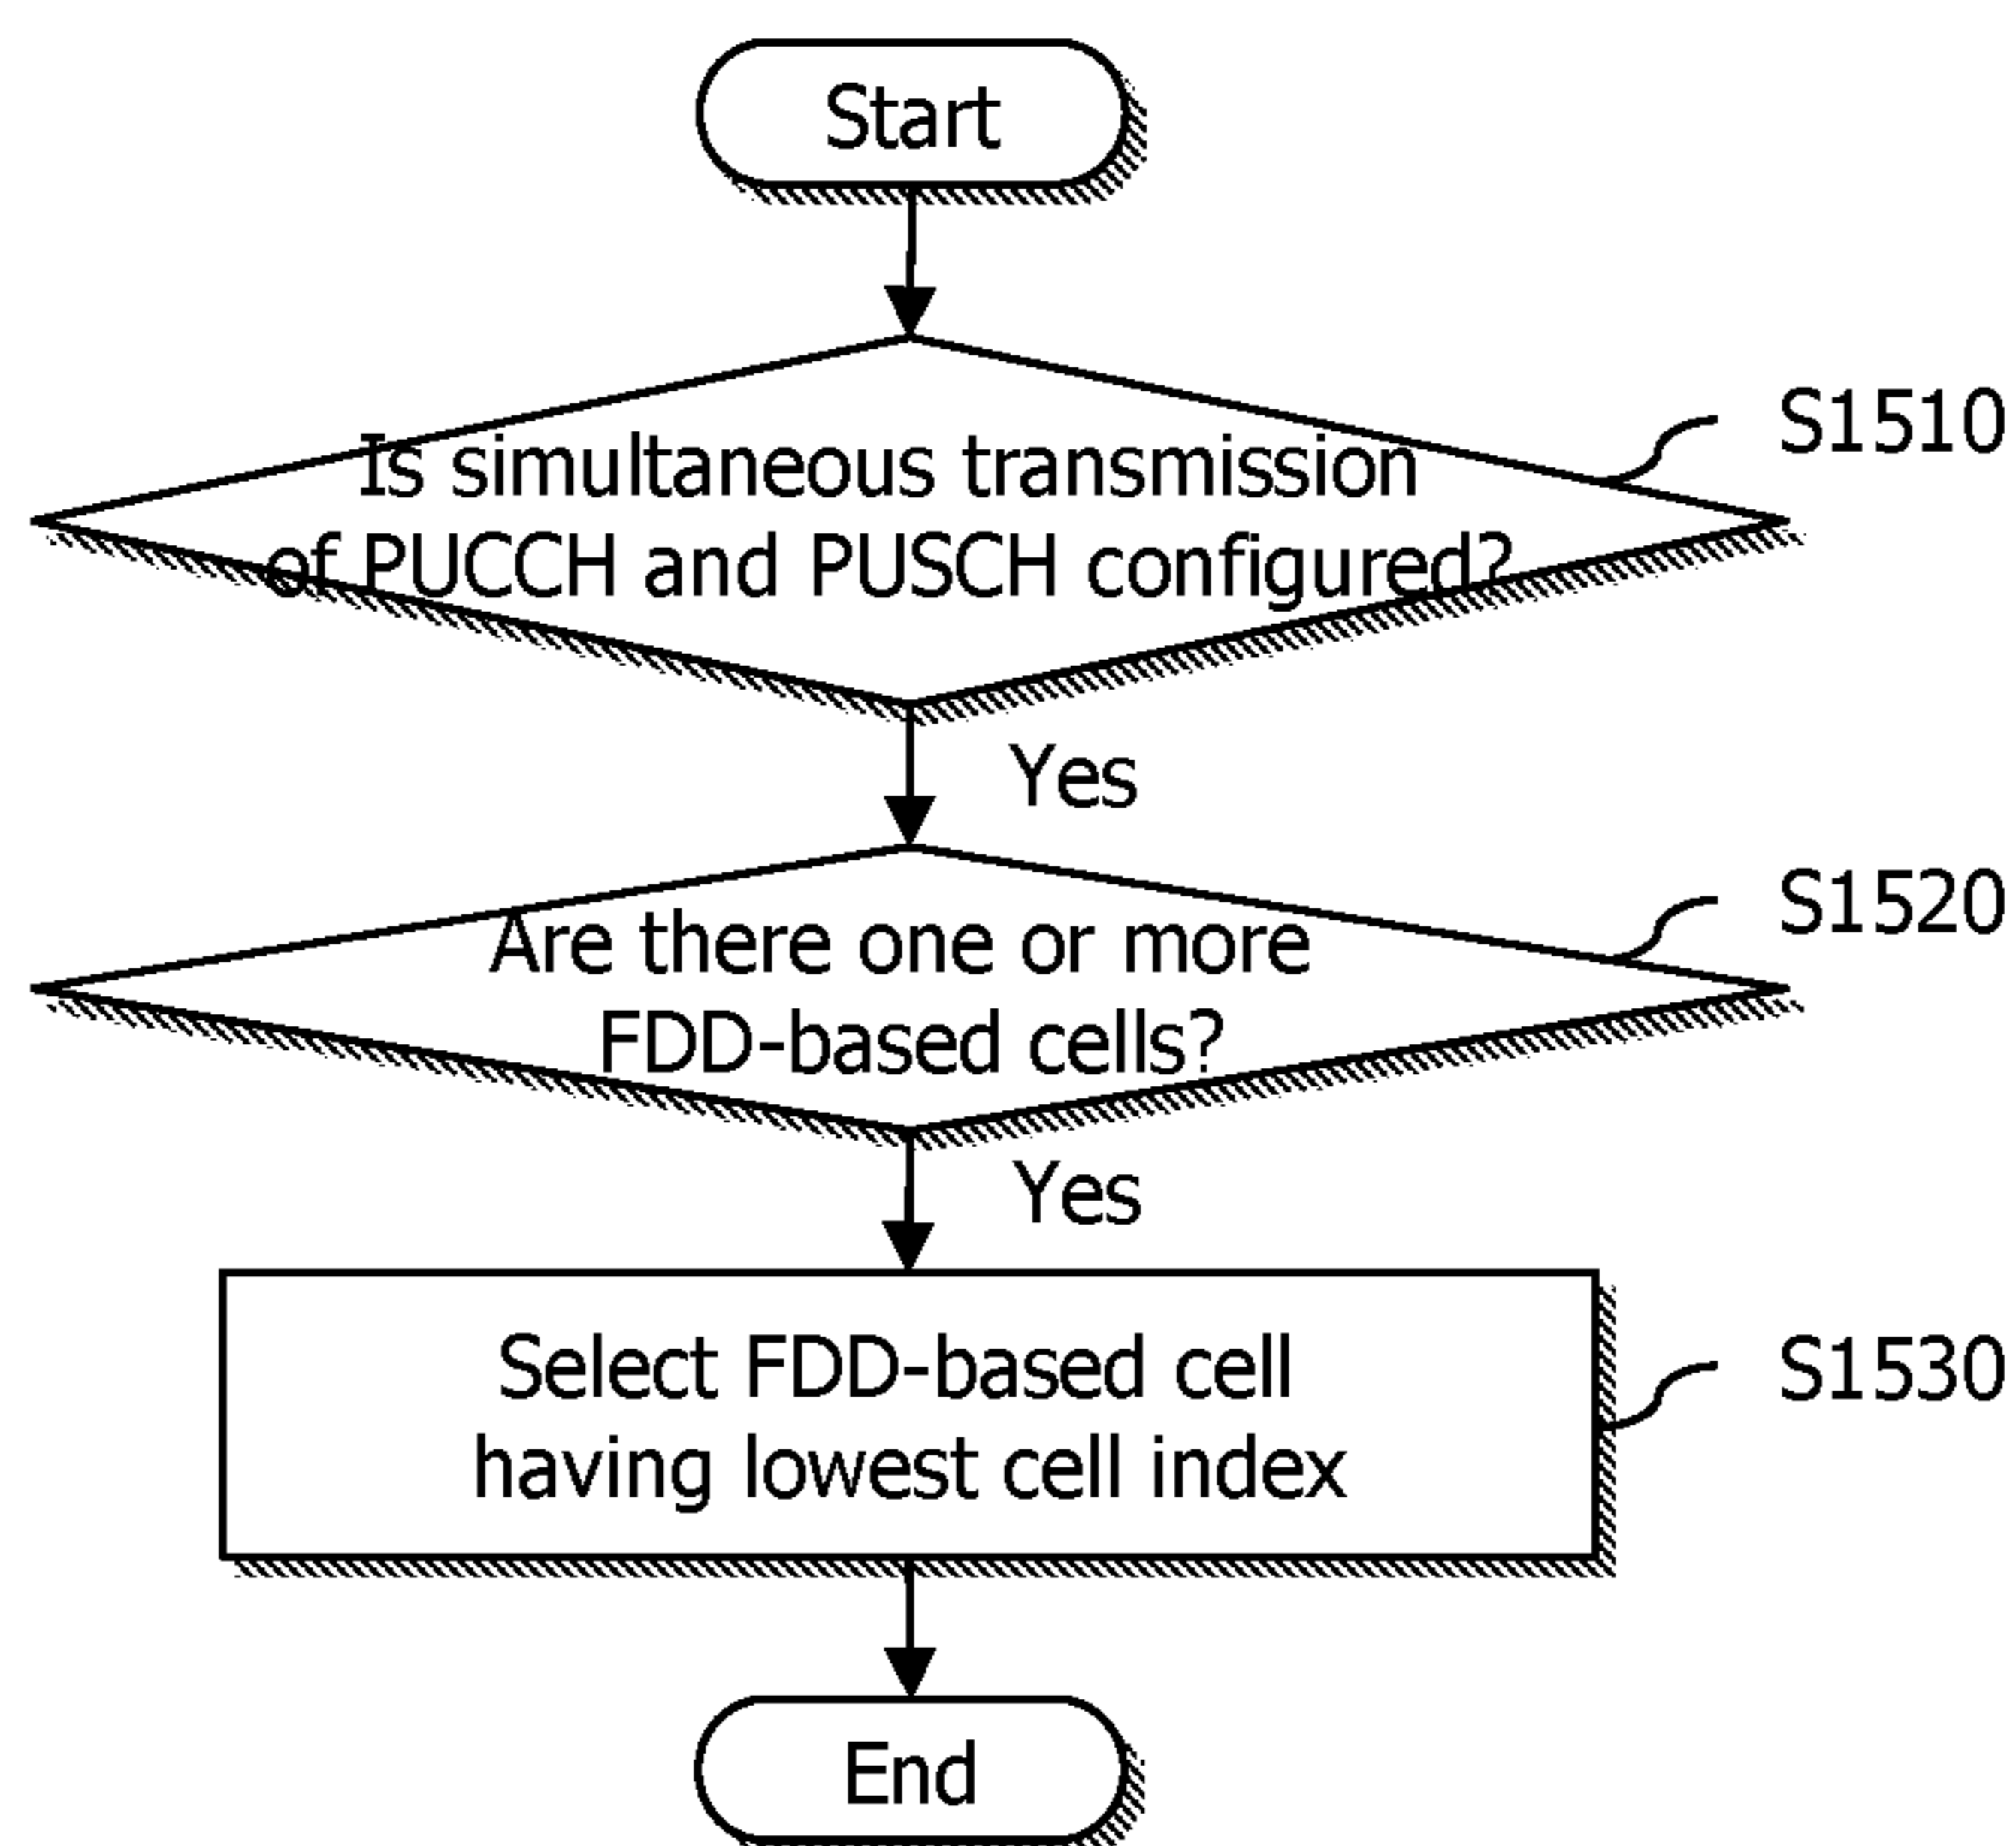 Start
Is simultaneous transmission
of PUCCH and PUSCH configured?
S1510
Yes
Are there one or more
FDD-based cells?
S1520
Yes
Select FDD-based cell
having lowest cell index
S1530
End